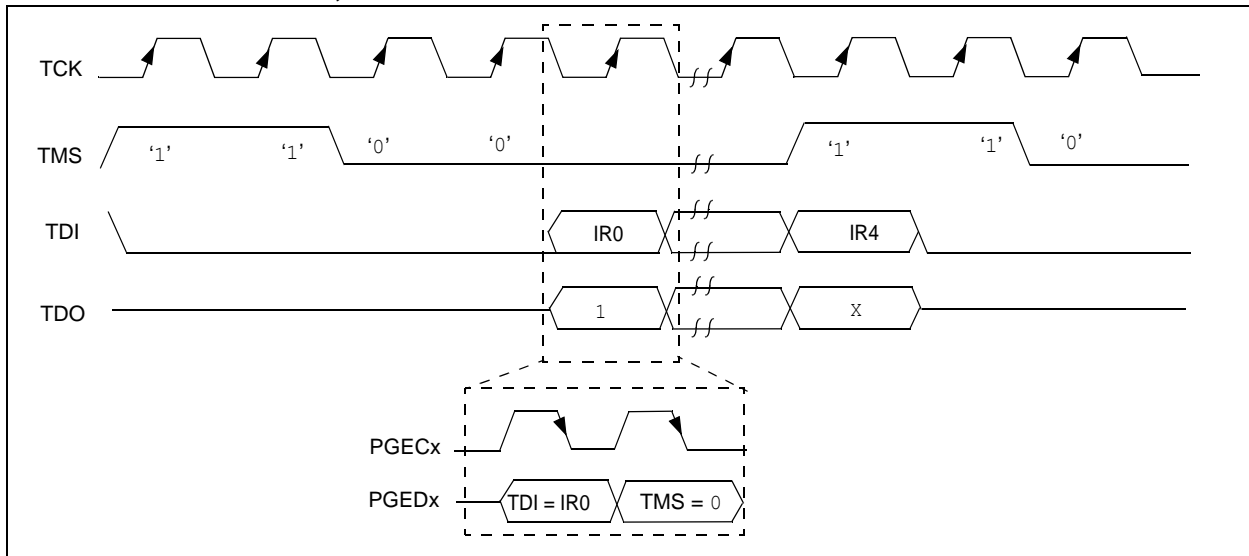 TCK
TMS
‘1’ ‘1’ ‘0’ ‘0’ ‘1’ ‘1’ ‘0’
TDI
IR0 IR4
TDO
1 X
PGECx
PGEDx
TDI = IR0 TMS = 0